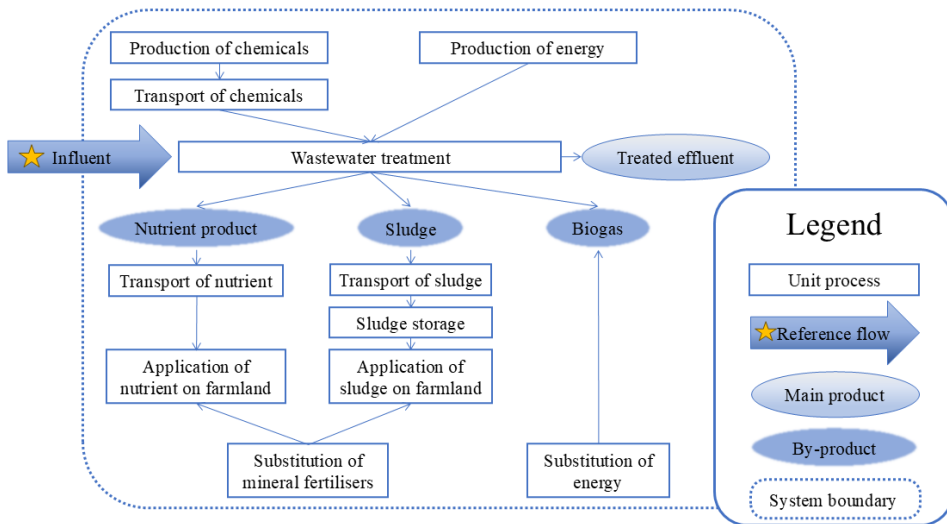 Production of chemicals
Production of energy
Transport of chemicals
Influent
Wastewater treatment
Treated effluent
Nutrient product
Sludge
Biogas
Transport of nutrient
Transport of sludge
Sludge storage
Application of
nutrient on farmland
Application of
sludge on farmland
Substitution of
mineral fertilisers
Substitution of
energy
Legend
Unit process
Reference flow
Main product
By-product
System boundary